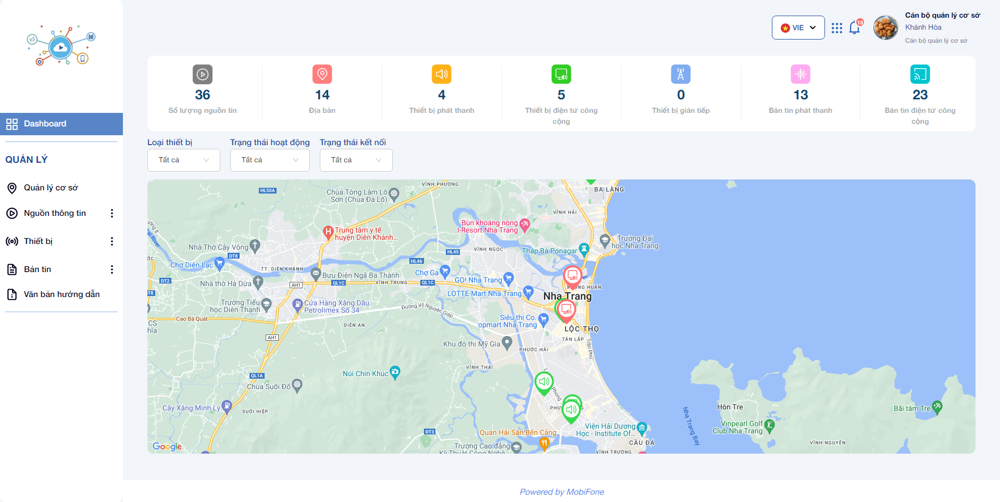 VIE
13
Cán bộ quản lý cơ sở
Khánh Hòa
Cán bộ quản lý cơ sở
36
Số lượng nguồn tin
14
Địa bàn
4
Thiết bị phát thanh
5
Thiết bị điện tử công
cộng
0
Thiết bị gián tiếp
13
Bản tin phát thanh
23
Bản tin điện tử công
cộng
Dashboard
QUẢN LÝ
Quản lý cơ sở
Nguồn thông tin
Thiết bị
Bản tin
Văn bản hướng dẫn
Loại thiết bị
Tất cả
Trạng thái hoạt động
Tất cả
Trạng thái kết nối
Tất cả
VĨNH PHƯƠNG
BA LÀNG
HL50A
Chùa Tòng Lâm Lô
Sơn (Chùa Đá Lố)
VĨNH HẢI
Bùn khoáng nóng
I-Resort Nha Trang
Trung tâm y tế
huyện Diên Khánh...
Trường Đại
học Nha Trang
Nhà Thờ Cây Vông
VĨNH NGỌC
HL45
Tháp Bà Ponagar
DT8
HL46
Chợ Diên Lạc
TT. DIÊN KHÁNH
Bưu Điện Ngã Ba Thành
Chợ Ga
GO! Nha Trang
DT2
Nhà thờ Hà Dừa
AH1
QL1C
VĨNH TRUNG
QL1C
XƯƠNG HUÂN
LOTTE Mart Nha Trang
Nha Trang
T8
Trường Tiểu
học Diên Thạnh
Cửa Hàng Xăng Dầu
Petrolimex Số 34
Đường Võ Nguyên Giáp
Cao Bá Quát
Siêu thị Co.
opmart Nha Trang
CS
hĩa
DIÊN AN
LỘC THỌ
AH1
TÂN LẬP
Trần Phú
Khu đô thị Mỹ Gia
PHƯỚC HẢI
VĨNH THÁI
Núi Chín Khúc
QL1A
Chùa Suối Đổ
Phong
Cây Xăng Minh Lý
SUỐI HIỆP
Hòn Tre
Bãi tắm Tre
Nha Trang Bay
Vinpearl Golf
Club Nha Trang
Viện Hải Dương
Học - Institute Of...
DT3
Quán Hải Sản Bến Cảng
CẦU ĐÁ
VĨNH NGUYÊN
Google
Trường Cao đẳng
Kỹ Thuật Công Nghệ
VĨNH TRƯỜNG
Powered by MobiFone